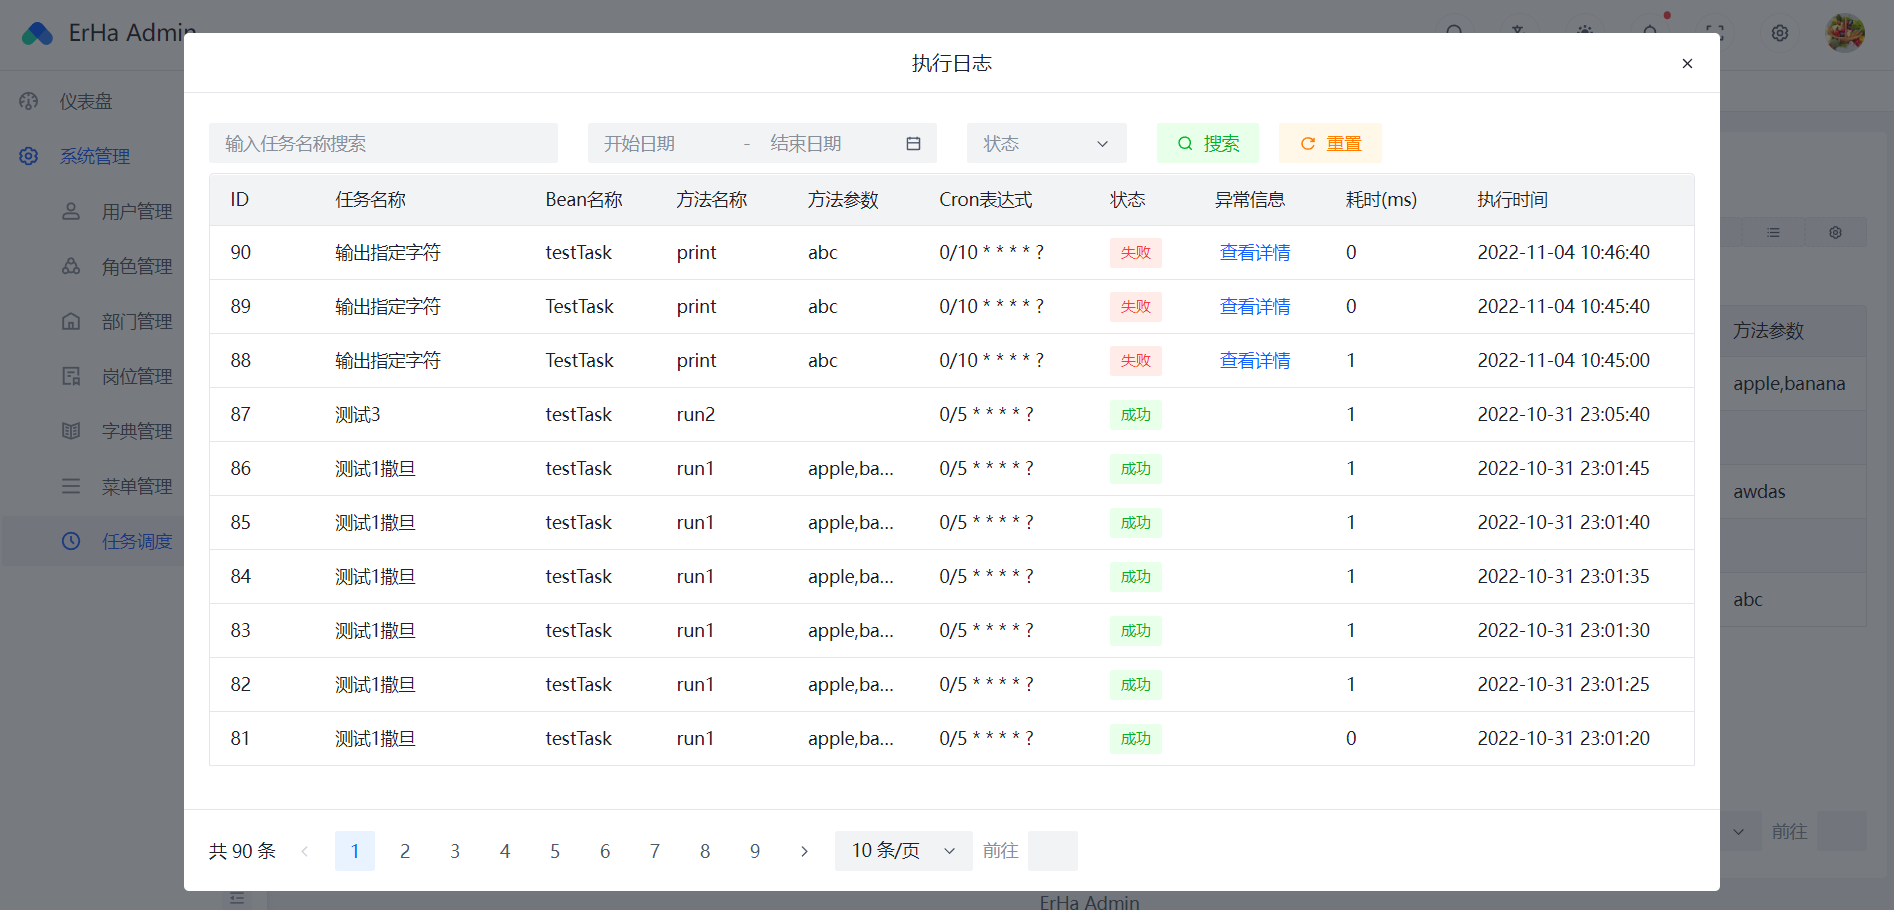 ErHa Admin
仪表盘
系统管理
用户管理
角色管理
部门管理
岗位管理
字典管理
菜单管理
任务调度
执行日志
输入任务名称搜索 开始日期 - 结束日期 状态 搜索 重置
ID 任务名称 Bean名称 方法名称 方法参数 Cron表达式 状态 异常信息 耗时(ms) 执行时间
90 输出指定字符 testTask print abc 0/10 * * * * ? 失败 查看详情 0 2022-11-04 10:46:40
89 输出指定字符 TestTask print abc 0/10 * * * * ? 失败 查看详情 0 2022-11-04 10:45:40
88 输出指定字符 TestTask print abc 0/10 * * * * ? 失败 查看详情 1 2022-11-04 10:45:00
87 测试3 testTask run2 0/5 * * * * ? 成功 1 2022-10-31 23:05:40
86 测试1撒旦 testTask run1 apple,ba... 0/5 * * * * ? 成功 1 2022-10-31 23:01:45
85 测试1撒旦 testTask run1 apple,ba... 0/5 * * * * ? 成功 1 2022-10-31 23:01:40
84 测试1撒旦 testTask run1 apple,ba... 0/5 * * * * ? 成功 1 2022-10-31 23:01:35
83 测试1撒旦 testTask run1 apple,ba... 0/5 * * * * ? 成功 1 2022-10-31 23:01:30
82 测试1撒旦 testTask run1 apple,ba... 0/5 * * * * ? 成功 1 2022-10-31 23:01:25
81 测试1撒旦 testTask run1 apple,ba... 0/5 * * * * ? 成功 0 2022-10-31 23:01:20
共 90 条 1 2 3 4 5 6 7 8 9 10 条/页 前往
方法参数
apple,banana
awdas
abc
前往
ErHa Admin